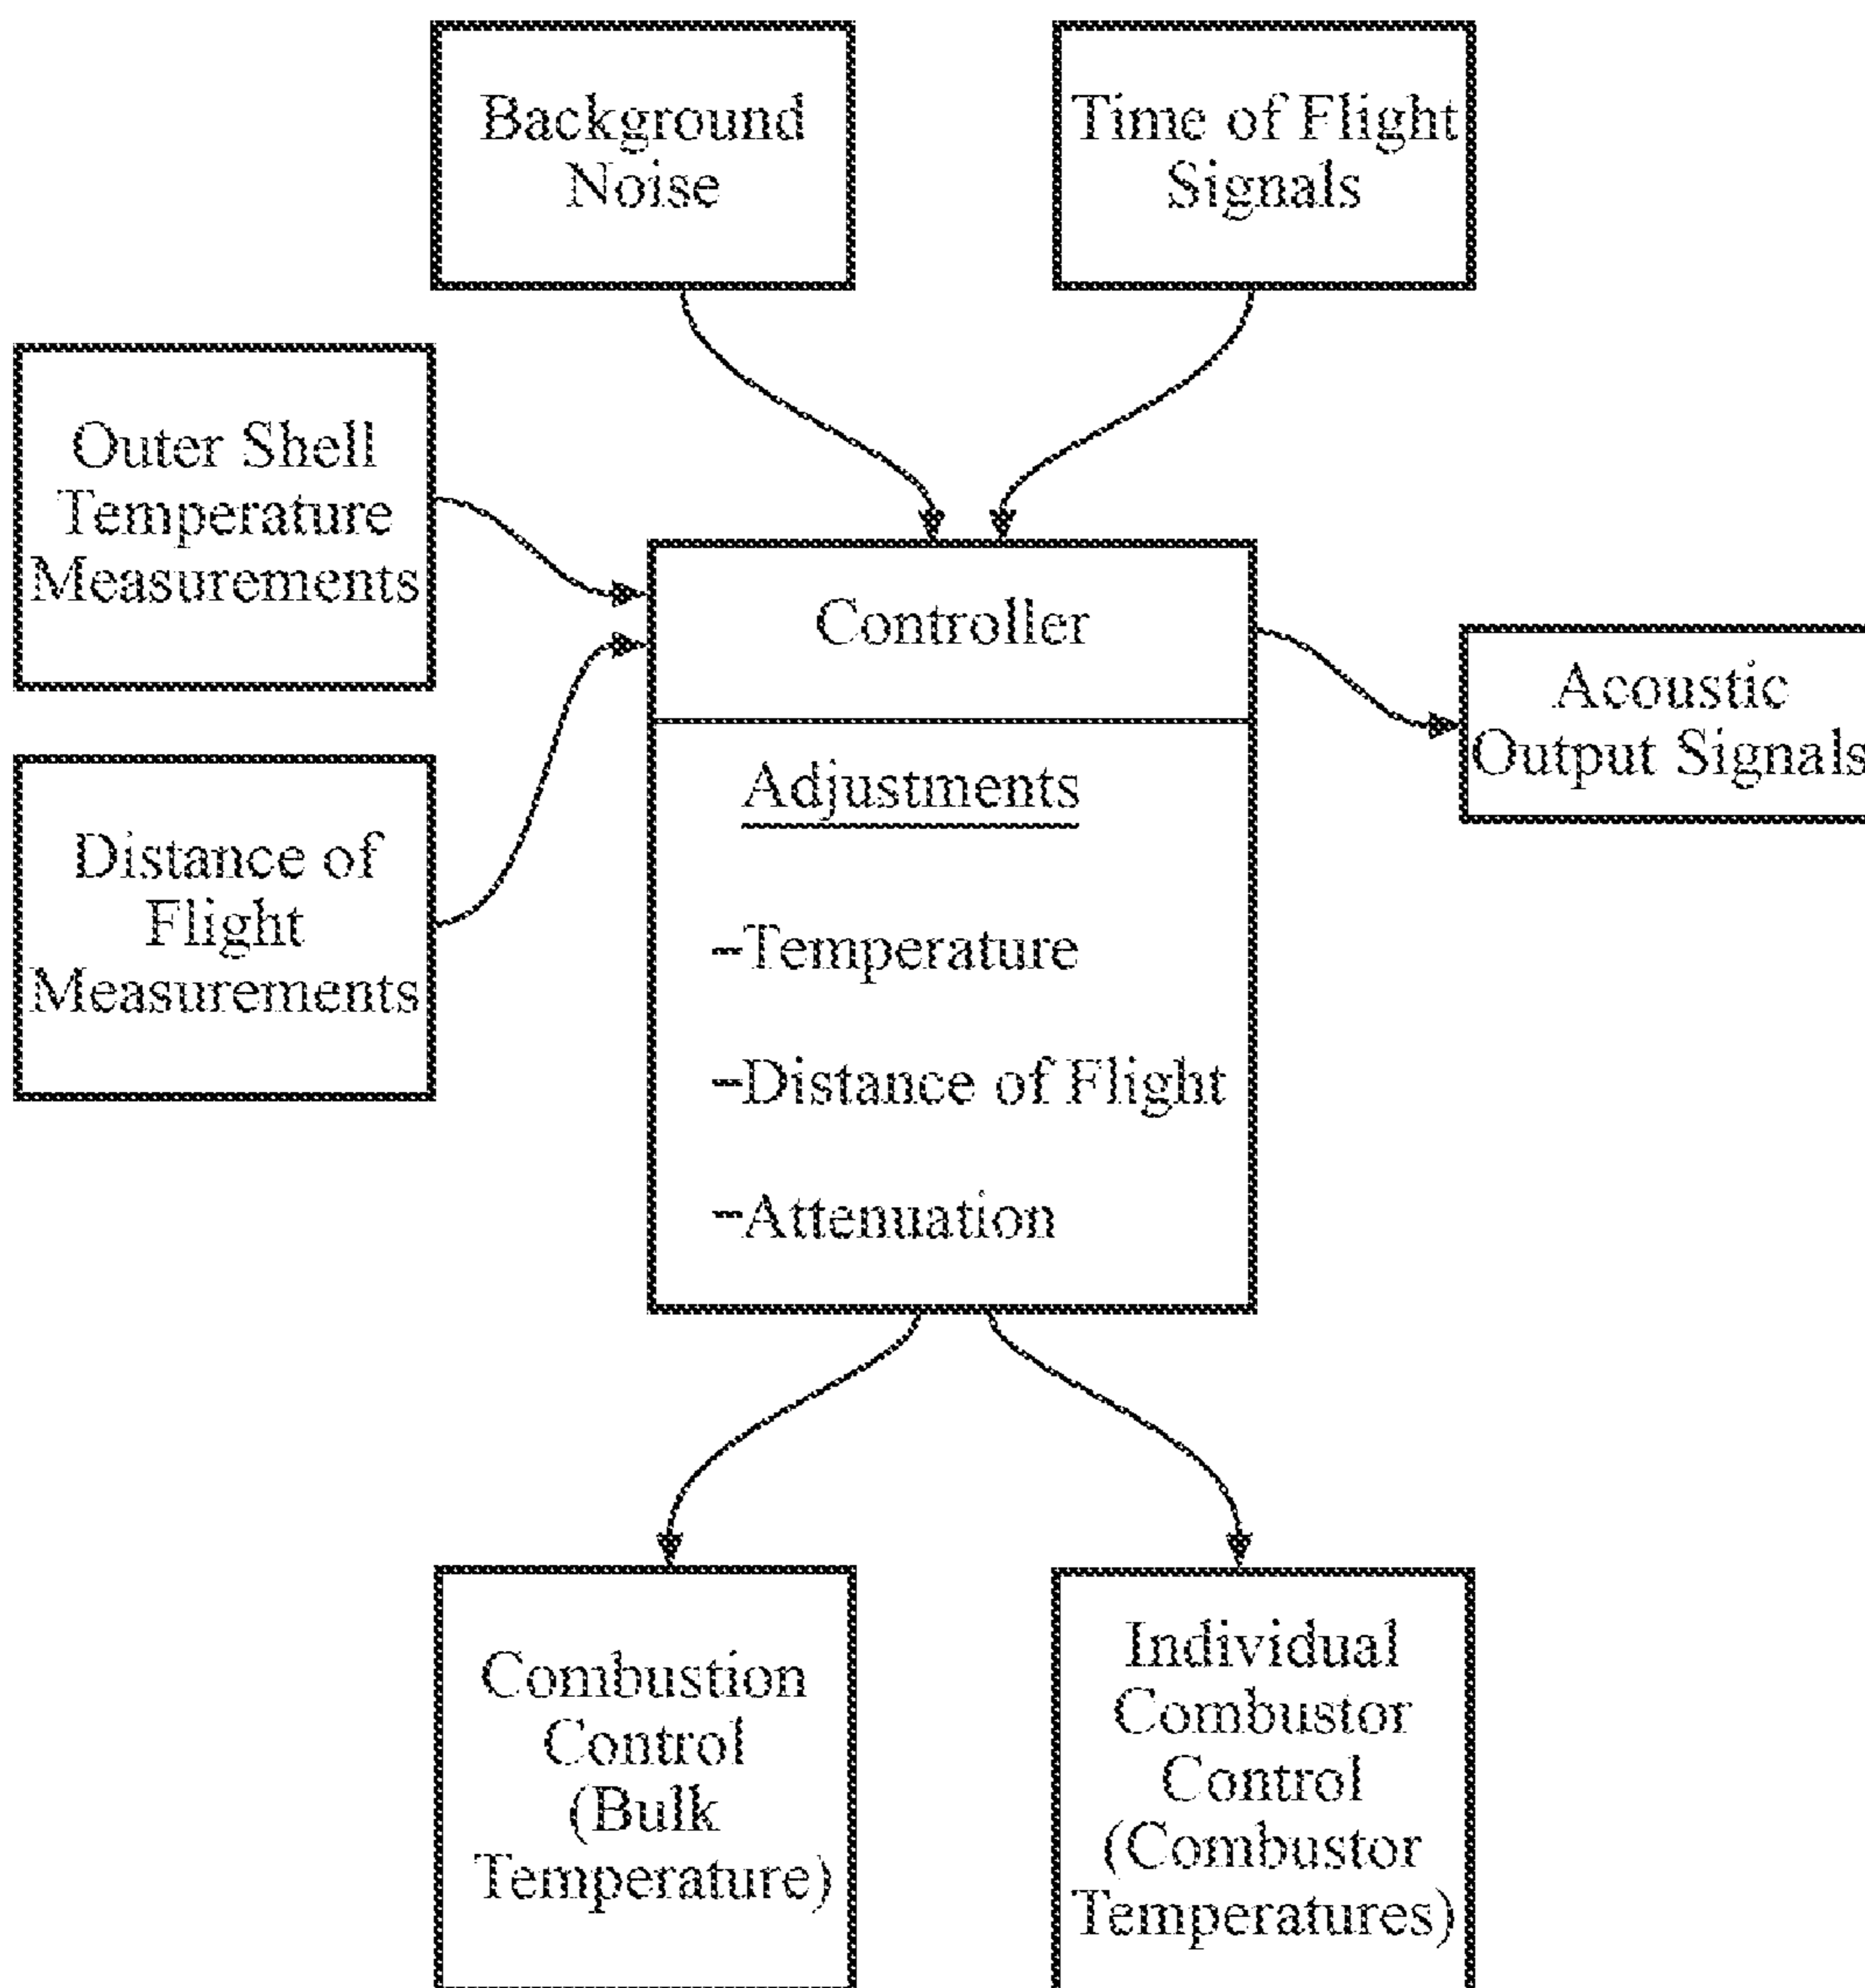 Background
Noise
Time of Flight
Signals
Outer Shell
Temperature
Measurements
Distance of
Flight
Measurements
Controller
Adjustments
-Temperature
-Distance of Flight
-Attenuation
Acoustic
Output Signals
Combustion
Control
(Bulk
Temperature)
Individual
Combustor
Control
(Combustor
Temperatures)